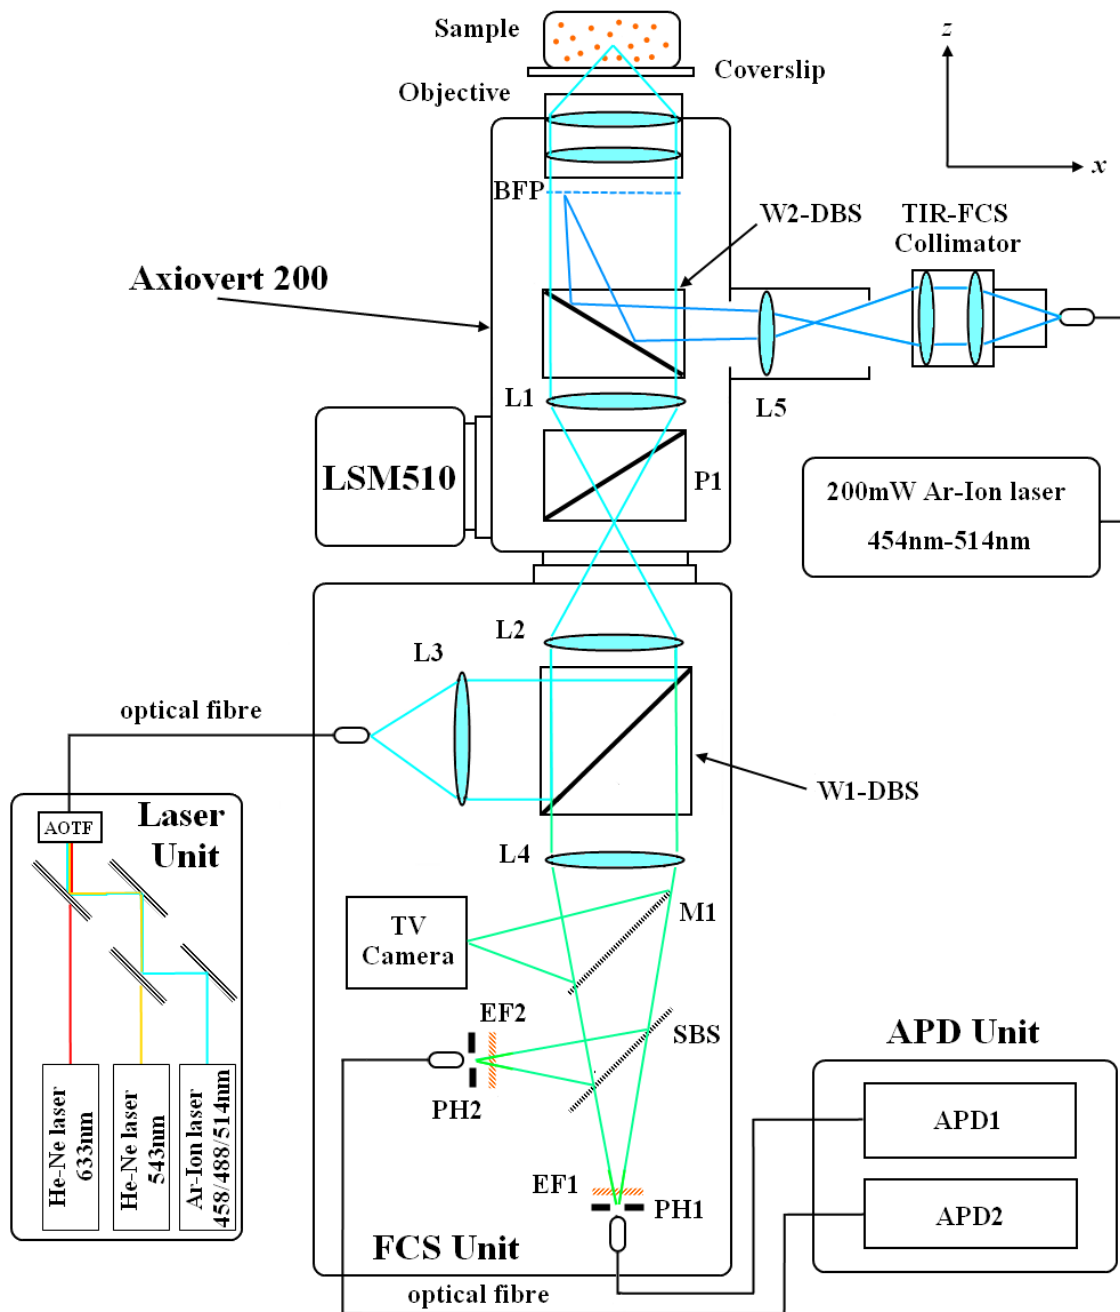 Sample
z
Coverslip
Objective
x
BFP
W2-DBS
TIR-FCS
Collimator
Axiovert 200
L1
L5
LSM510
P1
200mW Ar-Ion laser
454nm-514nm
L2
L3
optical fibre
W1-DBS
Laser
Unit
AOTF
L4
M1
TV
Camera
EF2
SBS
APD Unit
PH2
APD1
He-Ne laser
633nm
He-Ne laser
543nm
Ar-Ion laser
458/488/514nm
EF1
PH1
APD2
FCS Unit
optical fibre